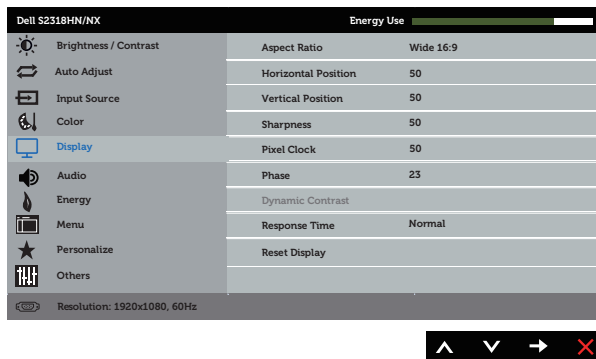 Dell S2318HN/NX Energy Use
Brightness / Contrast
Auto Adjust
Input Source
Color
Display
Audio
Energy
Menu
Personalize
Others
Aspect Ratio Wide 16:9
Horizontal Position 50
Vertical Position 50
Sharpness 50
Pixel Clock 50
Phase 23
Dynamic Contrast
Response Time Normal
Reset Display
Resolution: 1920x1080, 60Hz